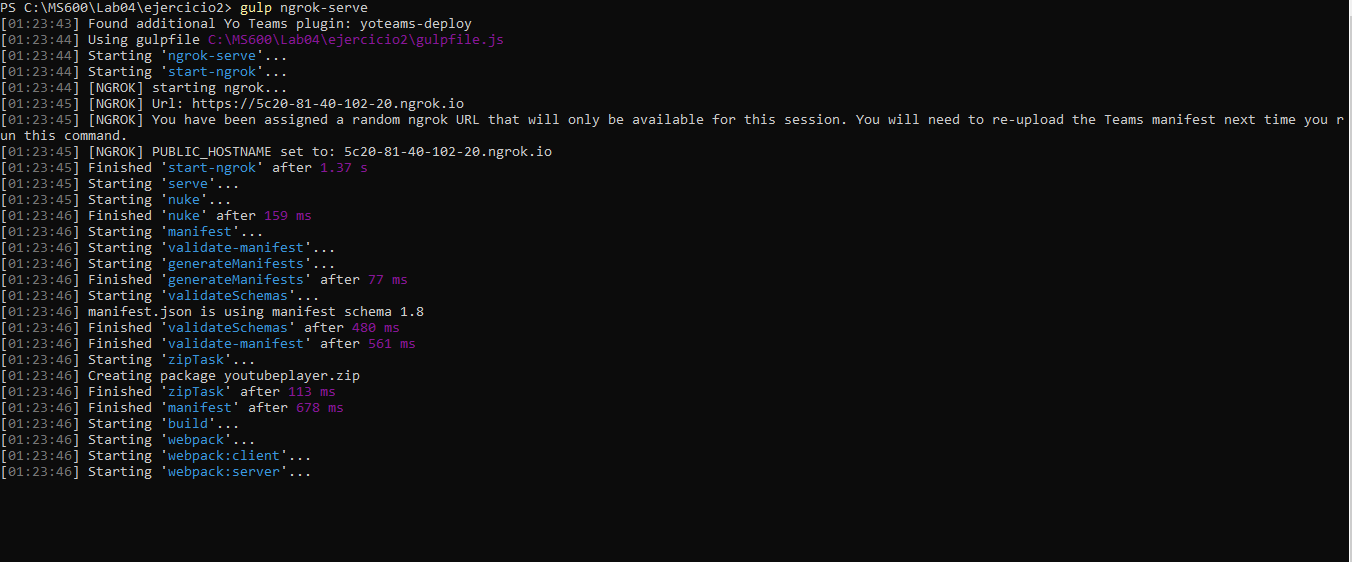 PS C:\MS600\Lab04\ejercicio2> gulp ngrok-serve
[01:23:43] Found additional Yo Teams plugin: yoteams-deploy
[01:23:44] Using gulpfile C:\MS600\Lab04\ejercicio2\gulpfile.js
[01:23:44] Starting 'ngrok-serve'...
[01:23:44] Starting 'start-ngrok'...
[01:23:44] [NGROK] starting ngrok...
[01:23:45] [NGROK] Url: https://5c20-81-40-102-20.ngrok.io
[01:23:45] [NGROK] You have been assigned a random ngrok URL that will only be available for this session. You will need to re-upload the Teams manifest next time you r
un this command.
[01:23:45] [NGROK] PUBLIC_HOSTNAME set to: 5c20-81-40-102-20.ngrok.io
[01:23:45] Finished 'start-ngrok' after 1.37 s
[01:23:45] Starting 'serve'...
[01:23:45] Starting 'nuke'...
[01:23:46] Finished 'nuke' after 159 ms
[01:23:46] Starting 'manifest'...
[01:23:46] Starting 'validate-manifest'...
[01:23:46] Starting 'generateManifests'...
[01:23:46] Finished 'generateManifests' after 77 ms
[01:23:46] Starting 'validateSchemas'...
[01:23:46] manifest.json is using manifest schema 1.8
[01:23:46] Finished 'validateSchemas' after 480 ms
[01:23:46] Finished 'validate-manifest' after 561 ms
[01:23:46] Starting 'zipTask'...
[01:23:46] Creating package youtubeplayer.zip
[01:23:46] Finished 'zipTask' after 113 ms
[01:23:46] Finished 'manifest' after 678 ms
[01:23:46] Starting 'build'...
[01:23:46] Starting 'webpack'...
[01:23:46] Starting 'webpack:client'...
[01:23:46] Starting 'webpack:server'...